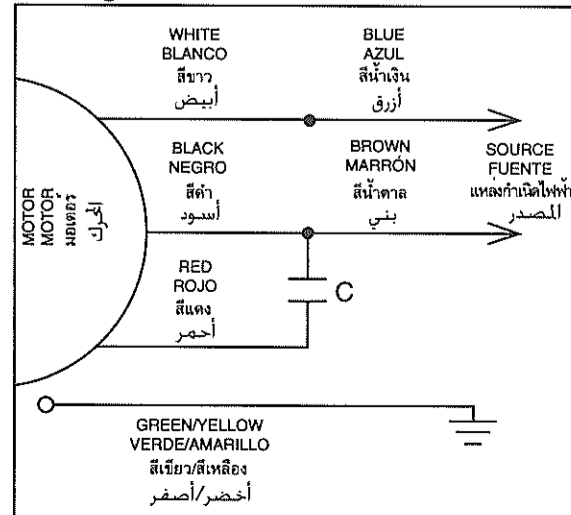 WHITE
BLANCO
สีขาว
أبيض
BLUE
AZUL
สีน้ำเงิน
أزرق
BLACK
NEGRO
สีดำ
أسود
BROWN
MARRÓN
สีน้ำตาล
بني
SOURCE
FUENTE
แหล่งกำเนิดไฟฟ้า
المصدر
MOTOR
MOTOR
มอเตอร์
المحرك
RED
ROJO
สีแดง
أحمر
C
GREEN/YELLOW
VERDE/AMARILLO
สีเขียว/สีเหลือง
أخضر/أصفر